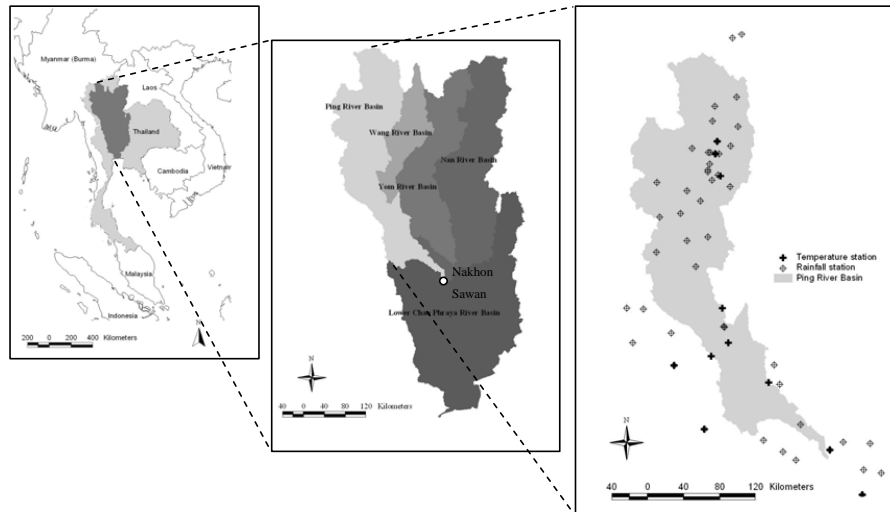 Myanmar (Burma)
Laos
Thailand
Vietnam
Cambodia
Malaysia
Indonesia
N
200 0 200 400
Kilometers
Ping River Basin
Wang River Basin
Nan River Basin
Yom River Basin
Nakhon
Sawan
Lower Chao Phraya River Basin
N
40 0 40 80 120
Kilometers
Temperature station
Rainfall station
Ping River Basin
N
40 0 40 80 120 Kilometers